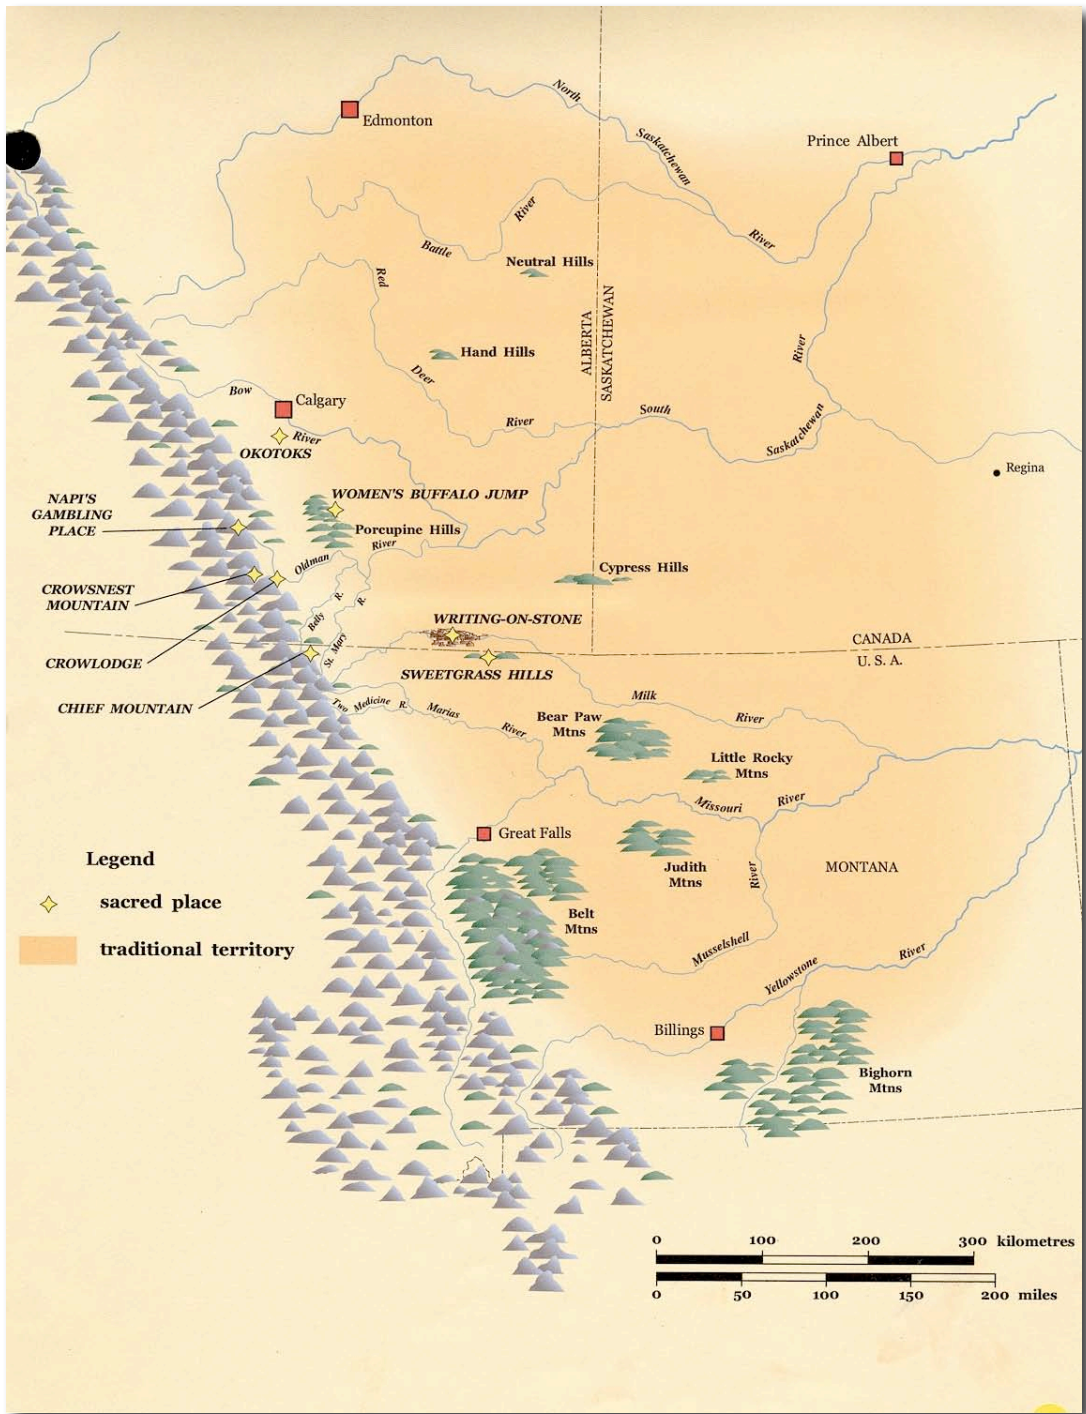 North
Edmonton
Saskatchewan
Prince Albert
River
Battle
River
Neutral Hills
Red
ALBERTA
SASKATCHEWAN
River
Hand Hills
Deer
Bow
Calgary
River
South
Saskatchewan
River
OKOTOKS
Regina
NAPI'S
GAMBLING
PLACE
WOMEN'S BUFFALO JUMP
Porcupine Hills
River
Oldman
Cypress Hills
CROWSNEST
MOUNTAIN
Belly R.
St. Mary R.
WRITING-ON-STONE
CANADA
U. S. A.
CROWLODGE
SWEETGRASS HILLS
CHIEF MOUNTAIN
Two Medicine R.
Marias
River
Milk
River
Bear Paw
Mtns
Little Rocky
Mtns
Missouri
River
Great Falls
Judith
Mtns
River
MONTANA
Legend
sacred place
traditional territory
Belt
Mtns
Musselshell
Yellowstone
River
Billings
Bighorn
Mtns
0 100 200 300 kilometres
0 50 100 150 200 miles